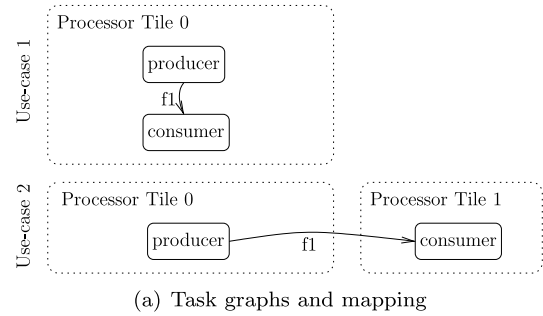 Use-case 1
Processor Tile 0
producer
f1
consumer
Use-case 2
Processor Tile 0
Processor Tile 1
producer
f1
consumer
(a) Task graphs and mapping